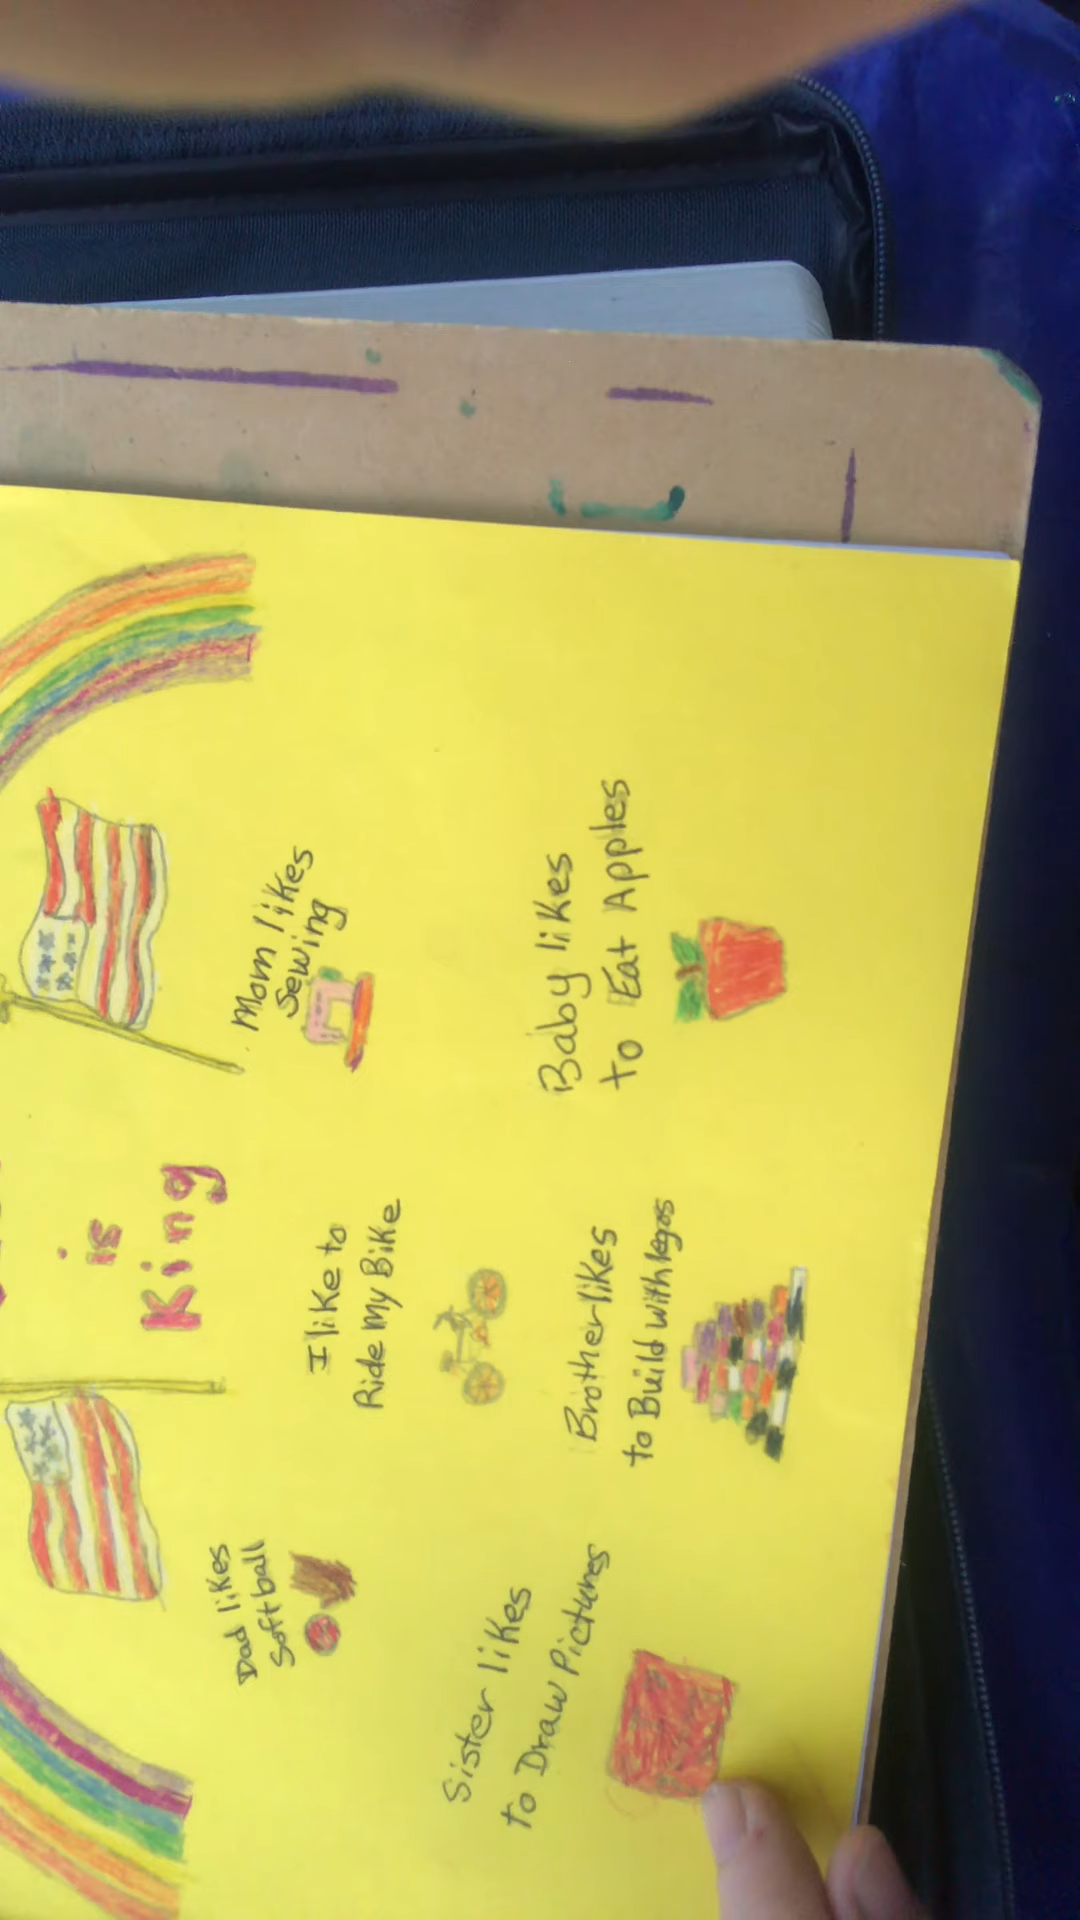 is
King
Dad likes
Softball
I like to
Ride My Bike
Mom likes
Sewing
Sister likes
to Draw Pictures
Brother likes
to Build with legos
Baby likes
to Eat Apples